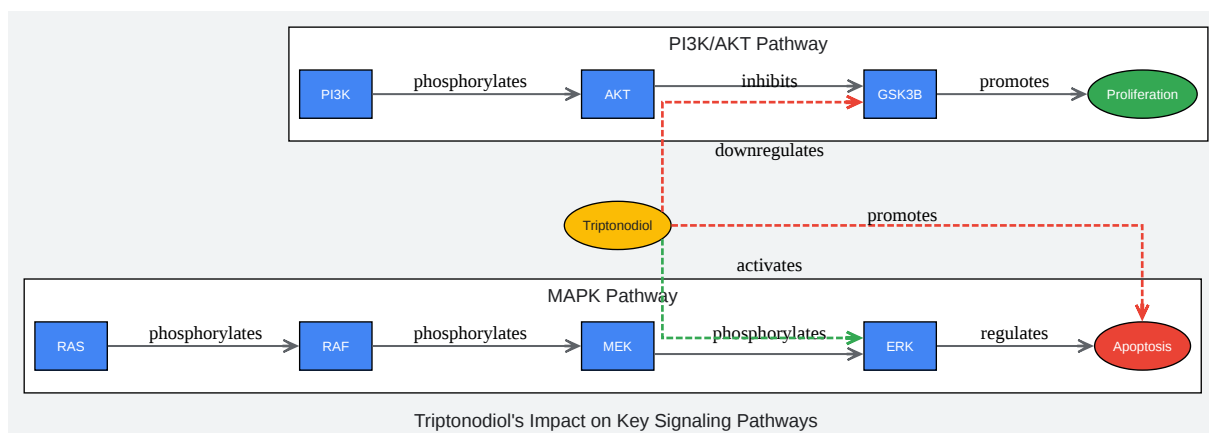 PI3K/AKT Pathway
PI3K
phosphorylates
AKT
inhibits
GSK3B
promotes
Proliferation
downregulates
Triptonodiol
promotes
activates
MAPK Pathway
RAS
phosphorylates
RAF
phosphorylates
MEK
phosphorylates
ERK
regulates
Apoptosis
Triptonodiol's Impact on Key Signaling Pathways